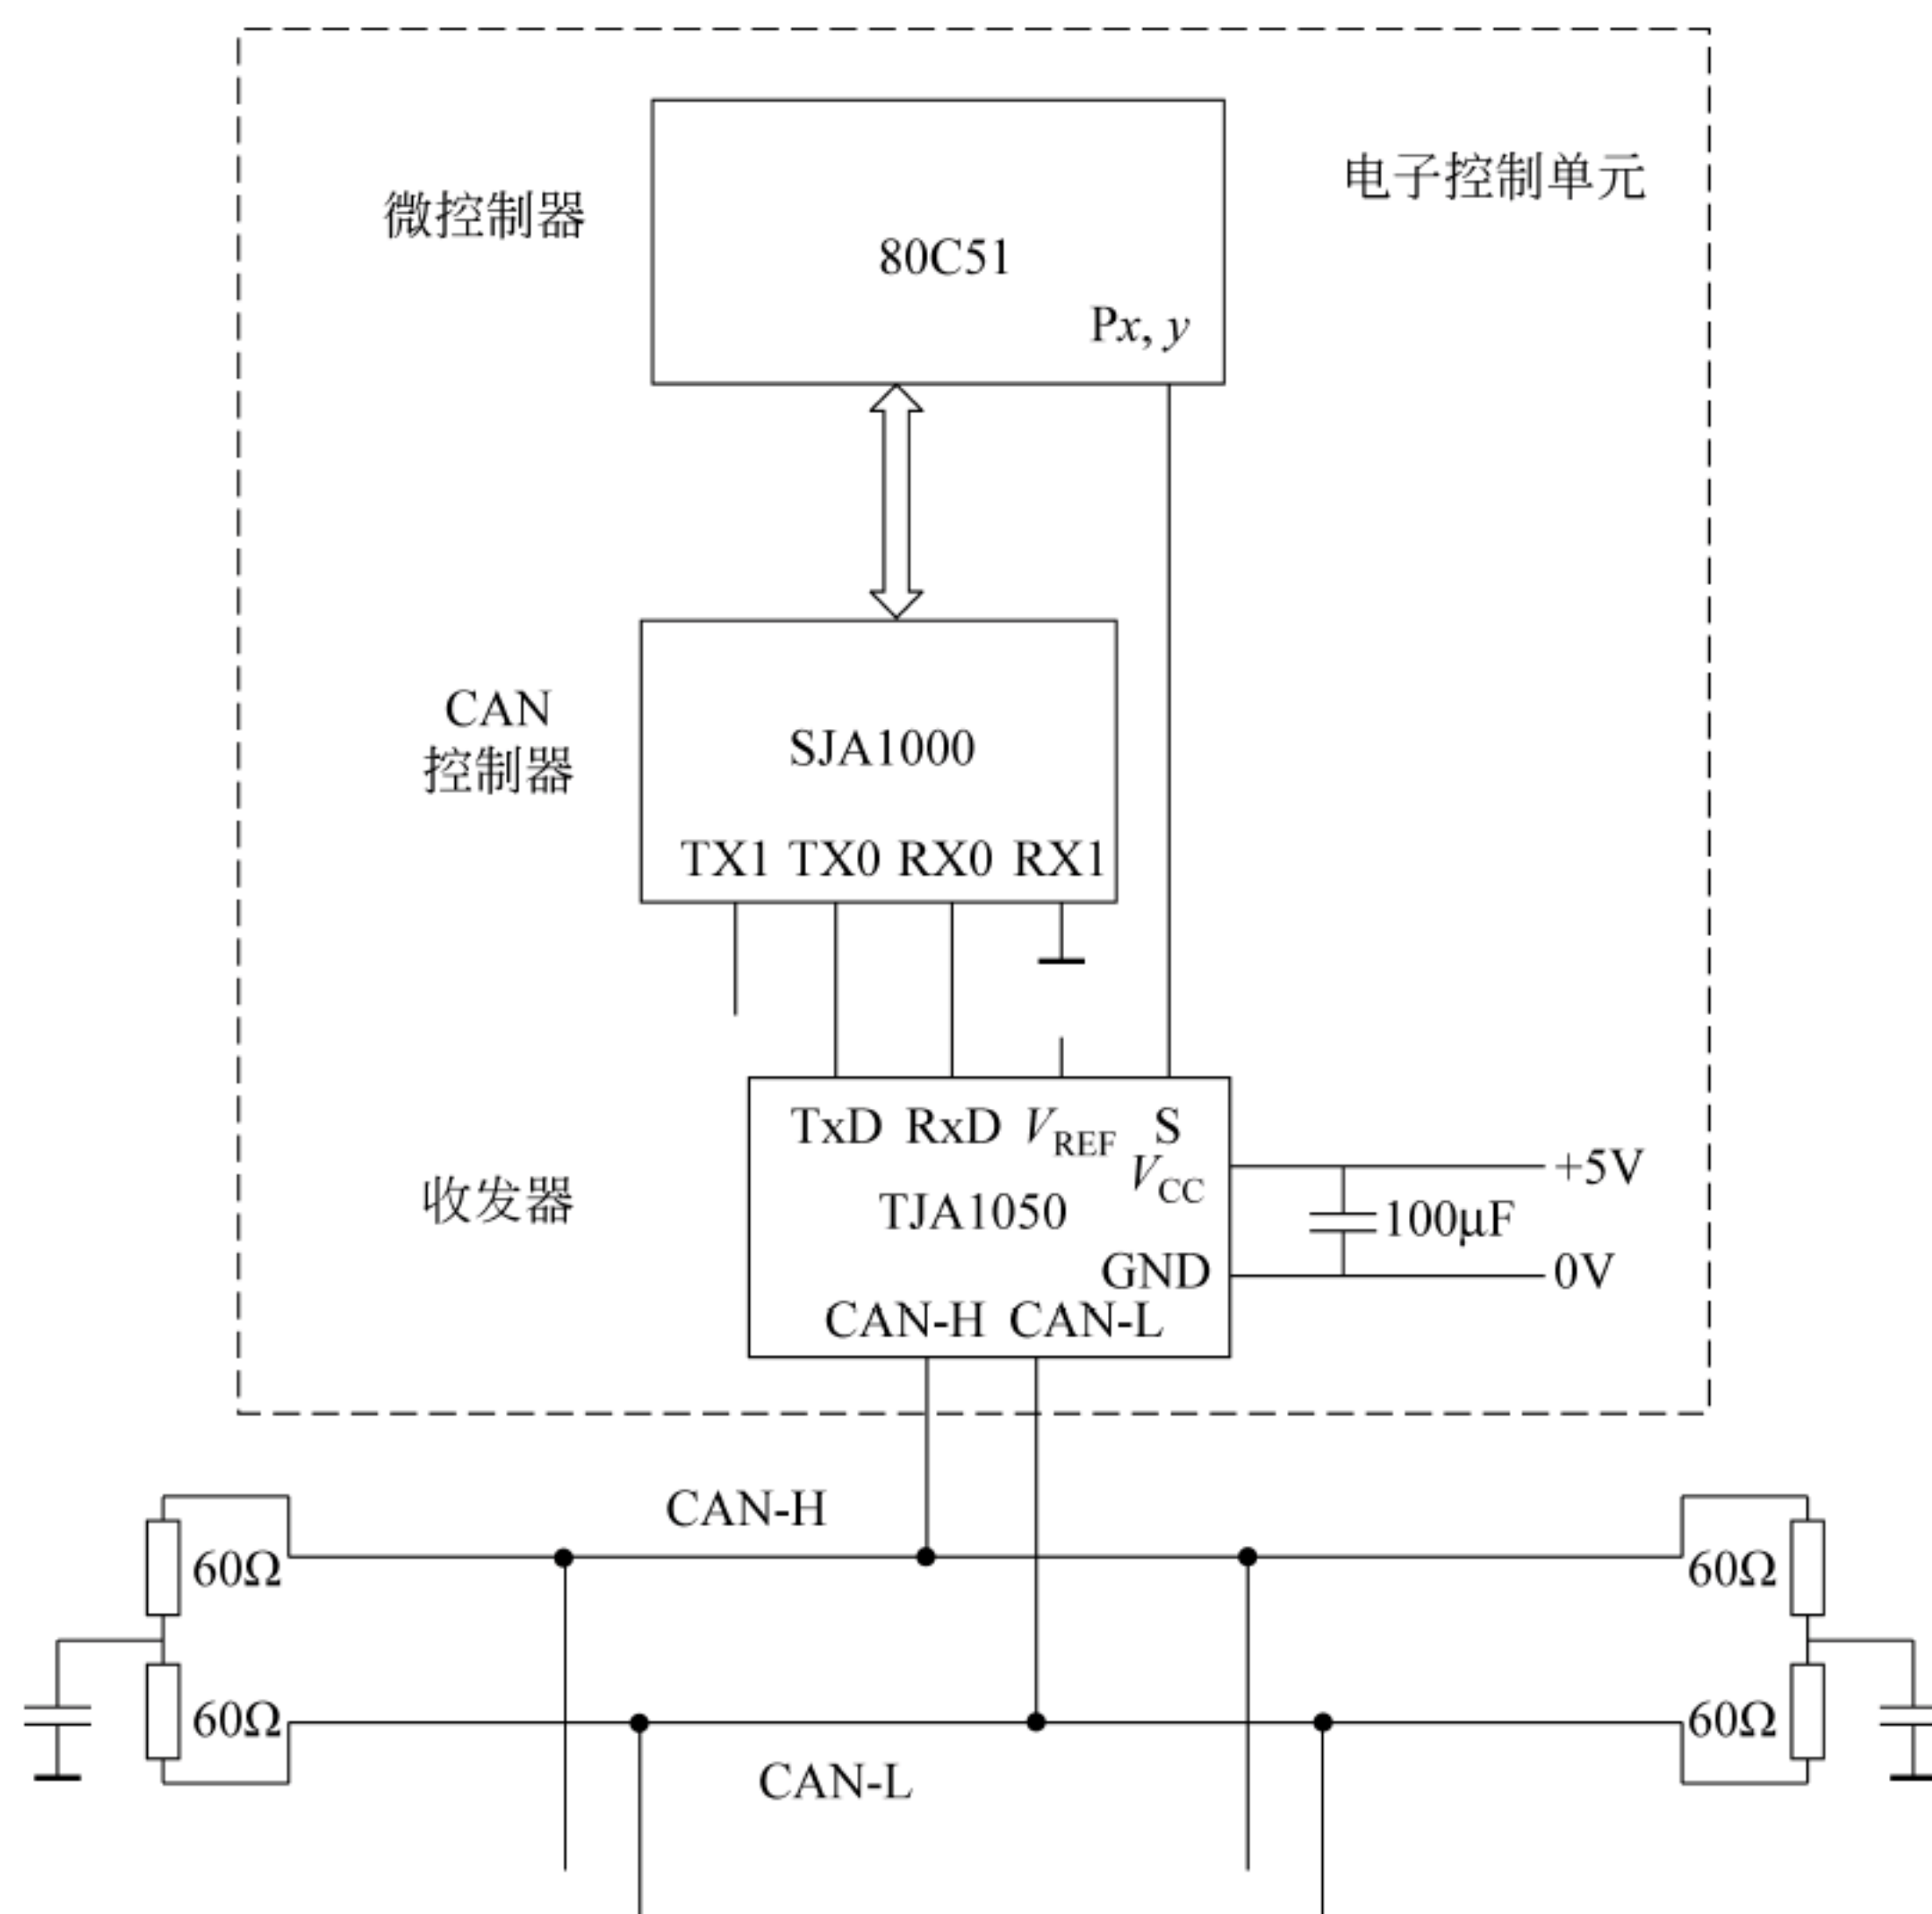 电子控制单元
微控制器
80C51
Px, y
CAN
控制器
SJA1000
TX1 TX0 RX0 RX1
TxD RxD VREF S
VCC
+5V
收发器
TJA1050
100μF
GND
0V
CAN-H CAN-L
CAN-H
60Ω
60Ω
60Ω
60Ω
CAN-L